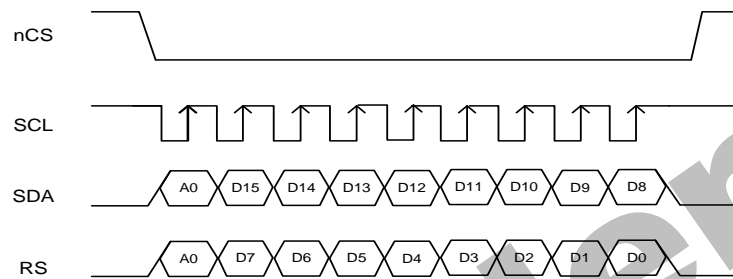 nCS
SCL
SDA A0 D15 D14 D13 D12 D11 D10 D9 D8
RS A0 D7 D6 D5 D4 D3 D2 D1 D0